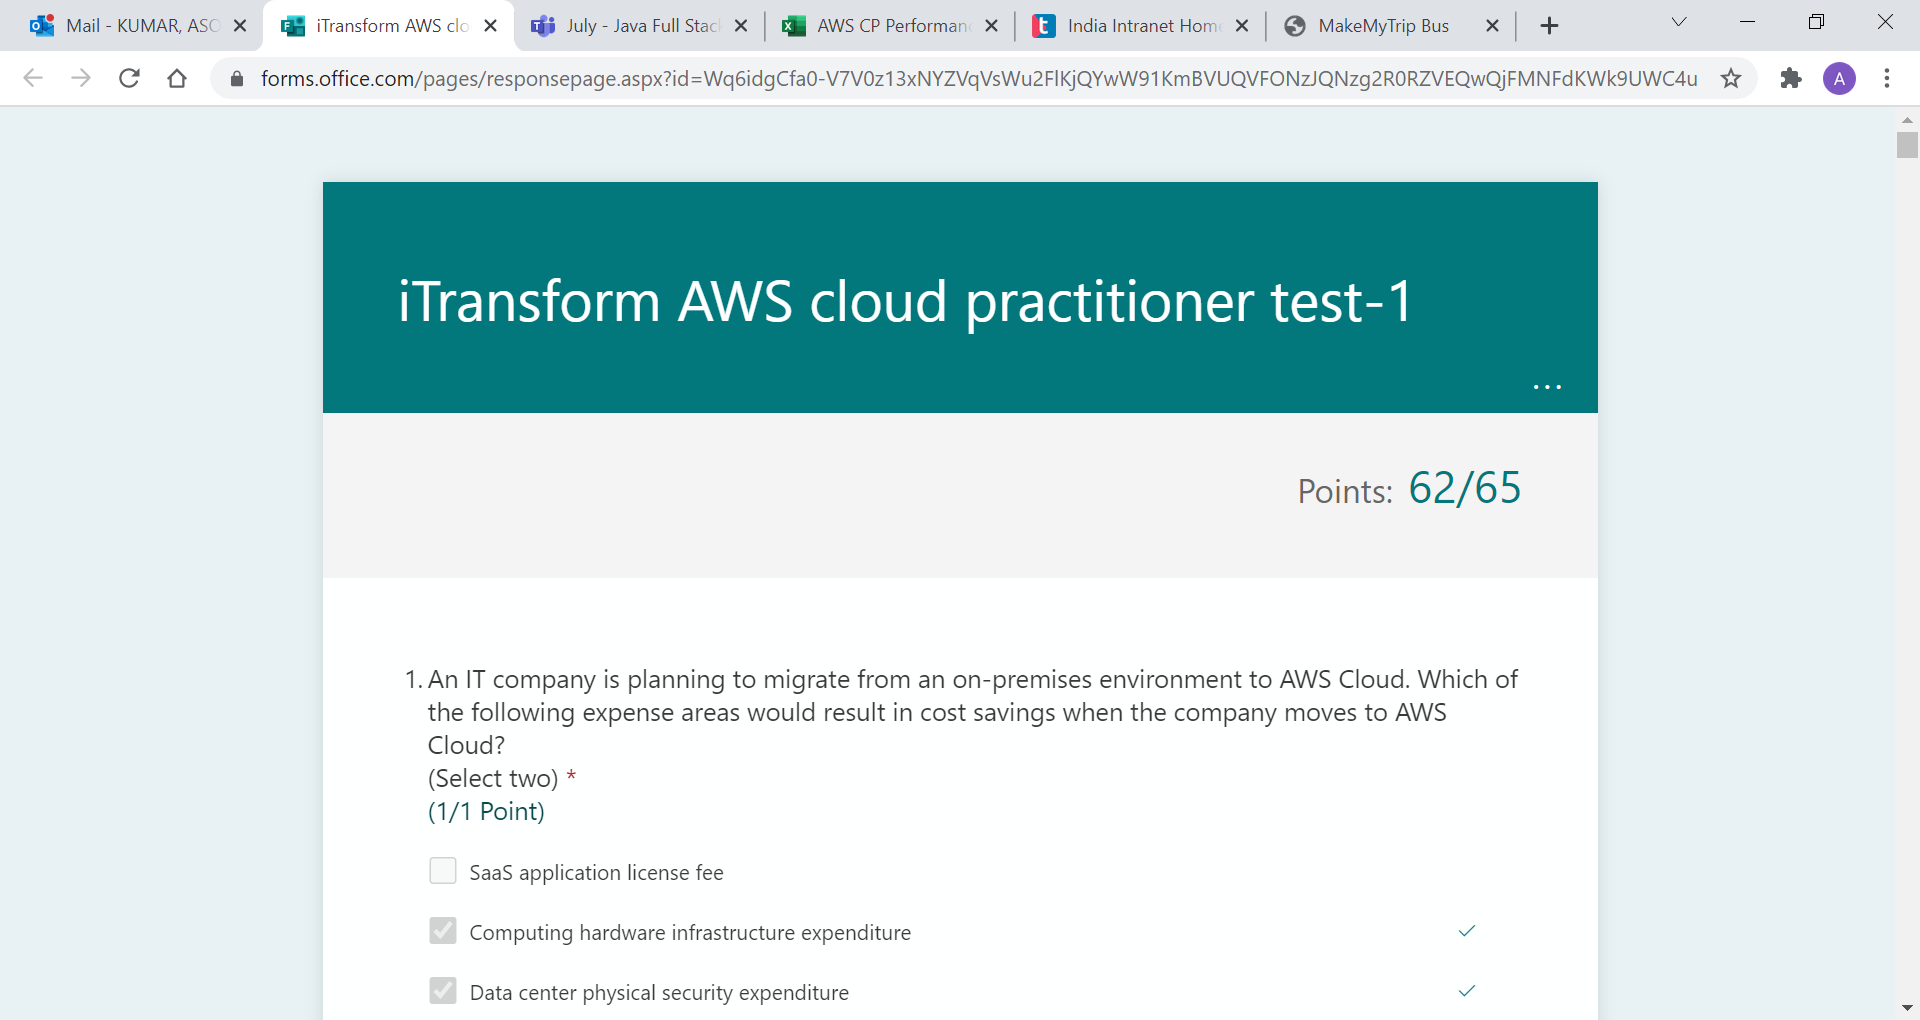 Mail - KUMAR, ASO
iTransform AWS clo
July - Java Full Stack
AWS CP Performanc
India Intranet Home
MakeMyTrip Bus
forms.office.com/pages/responsepage.aspx?id=Wq6idgCfa0-V7V0z13xNYZVqVsWu2FlKjQYwW91KmBVUQVFONzJQNzg2R0RZVEQwQjFMNFdKWk9UWC4u
A
iTransform AWS cloud practitioner test-1
...
Points: 62/65
1. An IT company is planning to migrate from an on-premises environment to AWS Cloud. Which of
the following expense areas would result in cost savings when the company moves to AWS
Cloud?
(Select two) *
(1/1 Point)
SaaS application license fee
Computing hardware infrastructure expenditure
Data center physical security expenditure